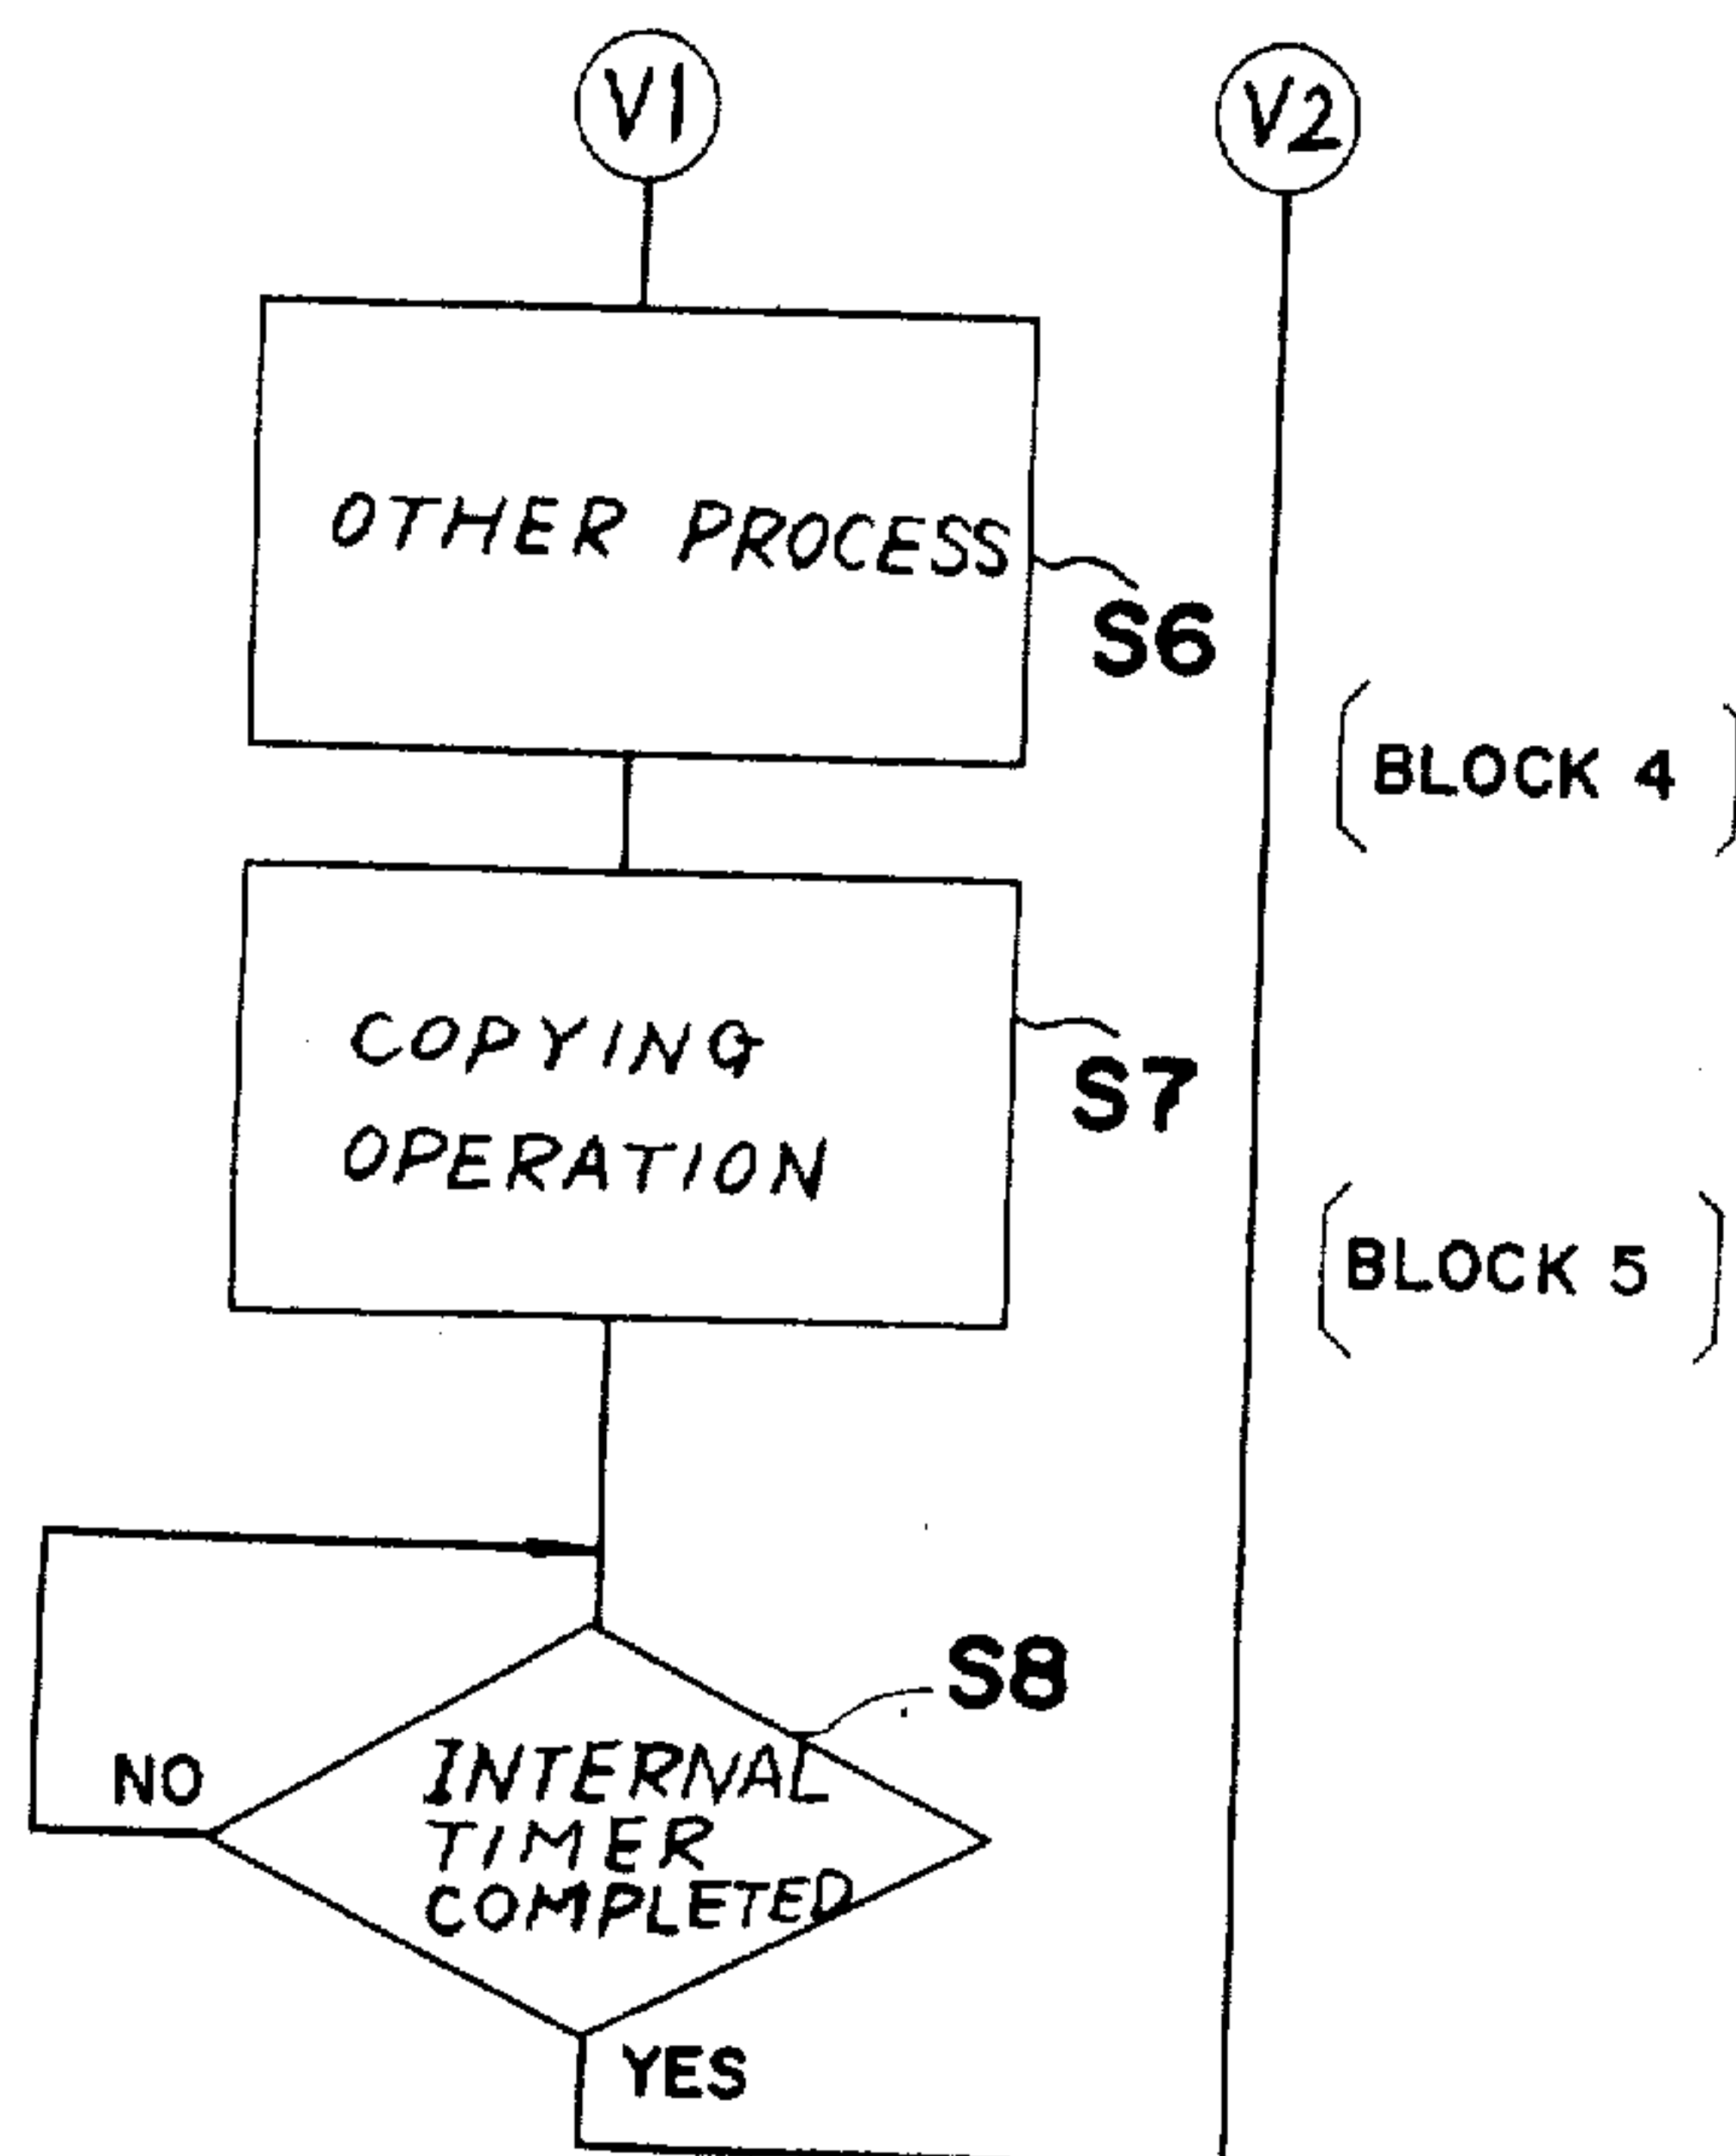 V1
V2
OTHER PROCESS
S6
BLOCK 4
COPYING
OPERATION
S7
BLOCK 5
S8
NO
INTERNAL
TIMER
COMPLETED
YES